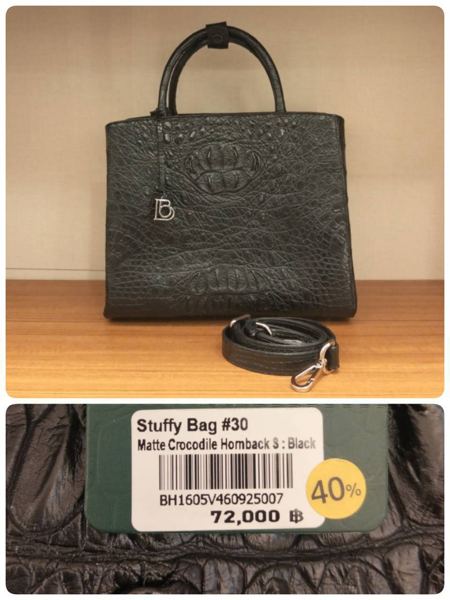 B
Stuffy Bag #30
Matte Crocodile Hornback S : Black
BH1605V460925007
40%
72,000 ฿